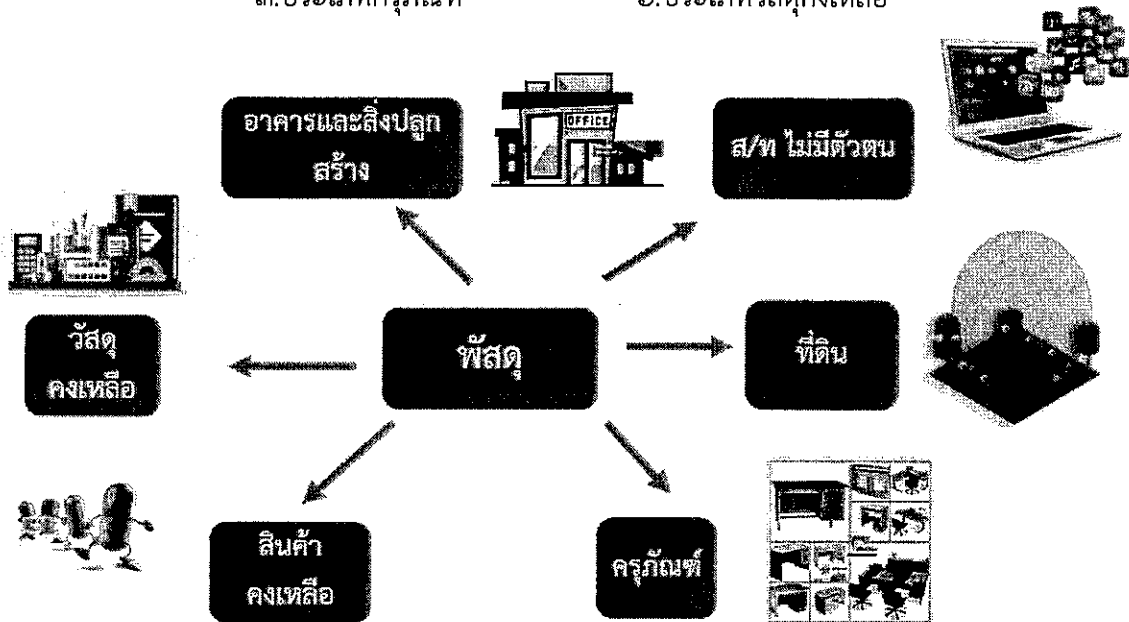 อาคารและสิ่งปลูก
สร้าง
OFFICE
ส/ท ไม่มีตัวตน
วัสดุ
คงเหลือ
พัสดุ
ที่ดิน
สินค้า
คงเหลือ
ครุภัณฑ์